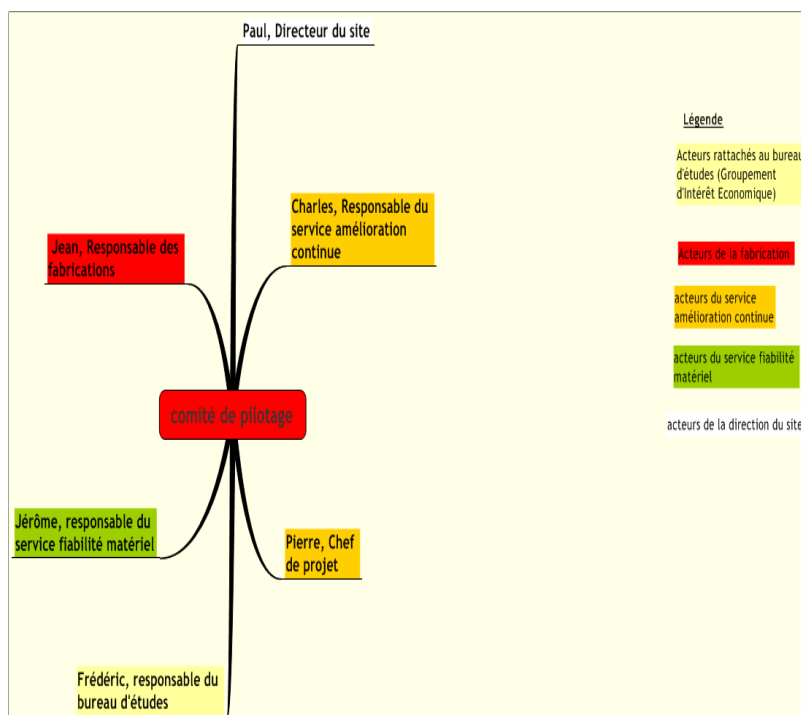 Paul, Directeur du site
Charles, Responsable du
service amélioration
continue
Jean, Responsable des
fabrications
comité de pilotage
Jérôme, responsable du
service fiabilité matériel
Pierre, Chef
de projet
Frédéric, responsable du
bureau d'études
Légende
Acteurs rattachés au bureau
d'études (Groupement
d'Intérêt Economique)
Acteurs de la fabrication
acteurs du service
amélioration continue
acteurs du service fiabilité
matériel
acteurs de la direction du site